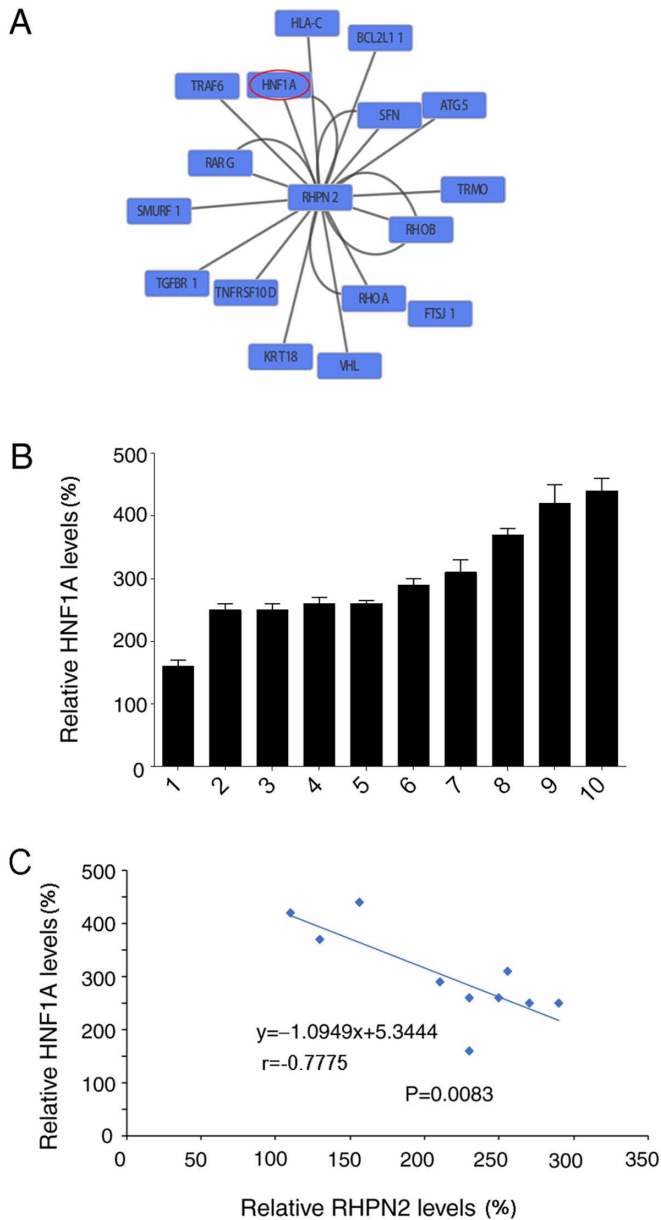 A
HLA-C
BCL2L1 1
TRAF6
HNF1A
SFN
ATG5
RARG
RHPN 2
TRMO
SMURF 1
RHOB
TGFBR 1
TNFRSF10D
RHOA
FTSJ 1
KRT18
VHL
B
Relative HNF1A levels (%)
500
400
300
200
100
0
1 2 3 4 5 6 7 8 9 10
C
Relative HNF1A levels (%)
500
400
300
200
100
0
y=−1.0949x+5.3444
r=-0.7775
P=0.0083
0 50 100 150 200 250 300 350
Relative RHPN2 levels (%)